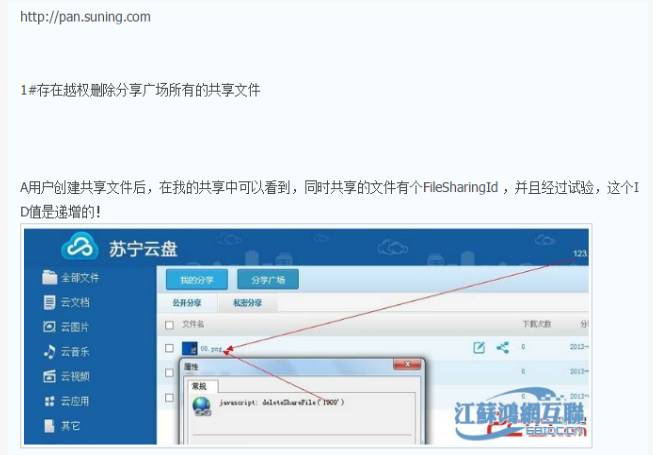 http://pan.suning.com
1#存在越权删除分享广场所有的共享文件
A用户创建共享文件后，在我的共享中可以看到，同时共享的文件有个FileSharingId ，并且经过试验，这个I
D值是递增的！
苏宁云盘
123.
全部文件
我的分享 分享广场
云文档
公开分享 私密分享
云图片
文件名 下载次数 分
云音乐
00.png 0 2013-
云视频
属性
0 2013-
常规
云应用
javascript: deleteShareFile('1909')
0 2013-
其它
江蘇鴻網互聯